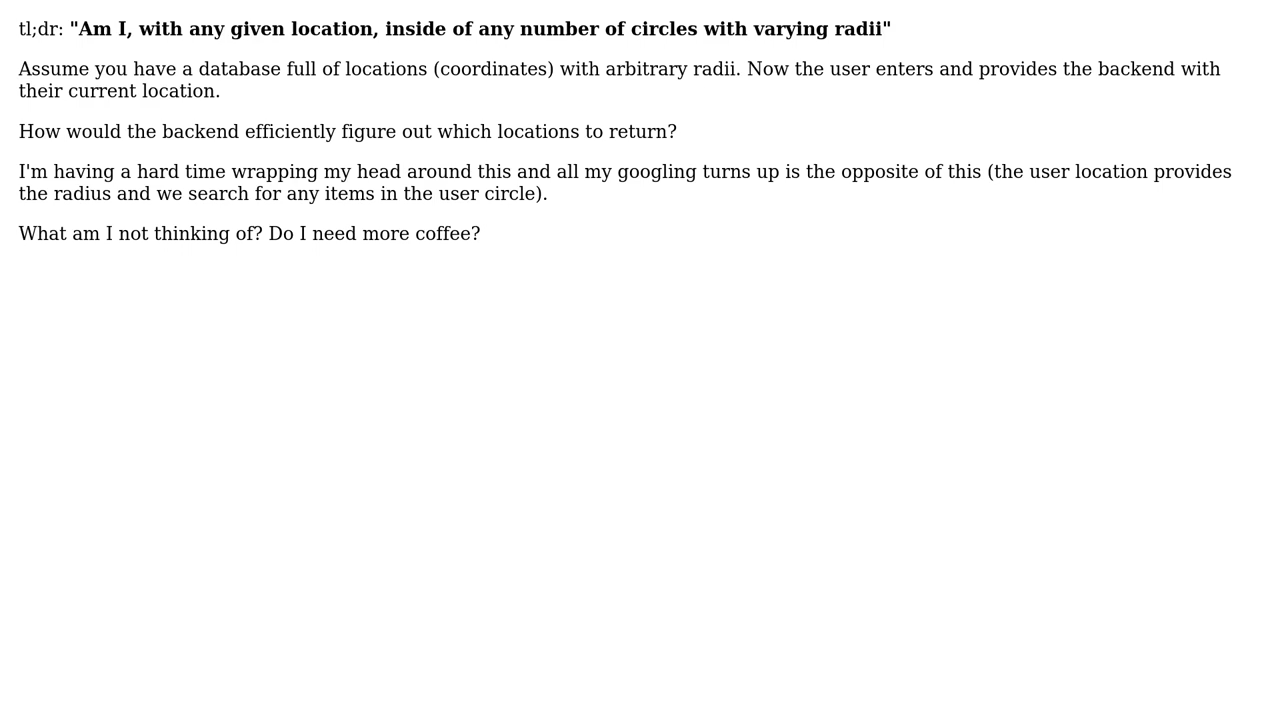 tl;dr: "Am I, with any given location, inside of any number of circles with varying radii"
Assume you have a database full of locations (coordinates) with arbitrary radii. Now the user enters and provides the backend with
their current location.
How would the backend efficiently figure out which locations to return?
I'm having a hard time wrapping my head around this and all my googling turns up is the opposite of this (the user location provides
the radius and we search for any items in the user circle).
What am I not thinking of? Do I need more coffee?